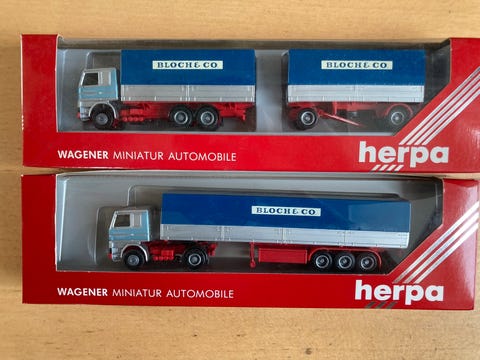 BLOCH & CO
BLOCH & CO
WAGENER MINIATUR AUTOMOBILE
herpa
BLOCH & CO
WAGENER MINIATUR AUTOMOBILE
herpa